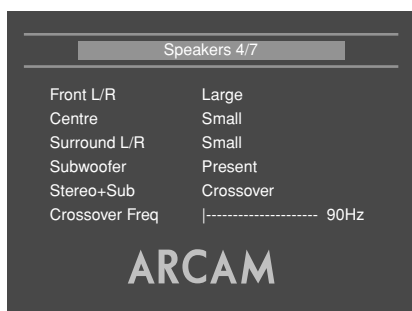 Speakers 4/7
Front L/R Large
Centre Small
Surround L/R Small
Subwoofer Present
Stereo+Sub Crossover
Crossover Freq |--------------------- 90Hz
ARCAM